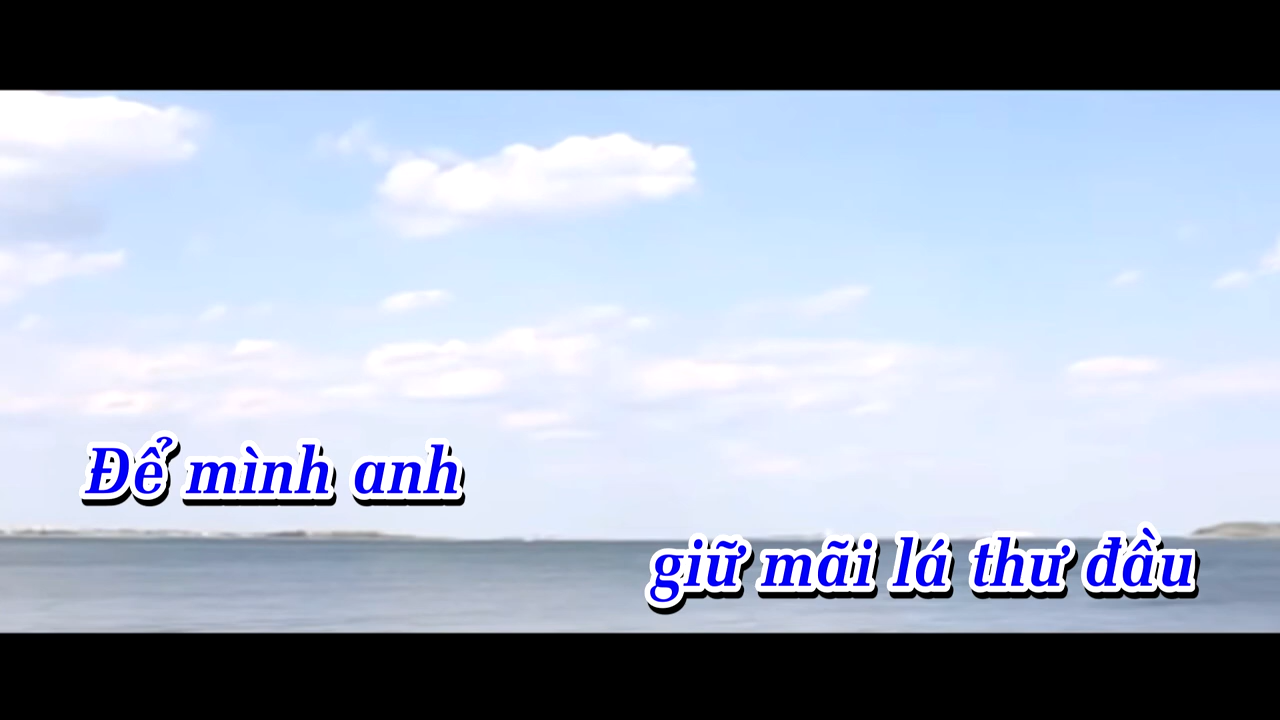 Để mình anh
giữ mãi lá thư đầu